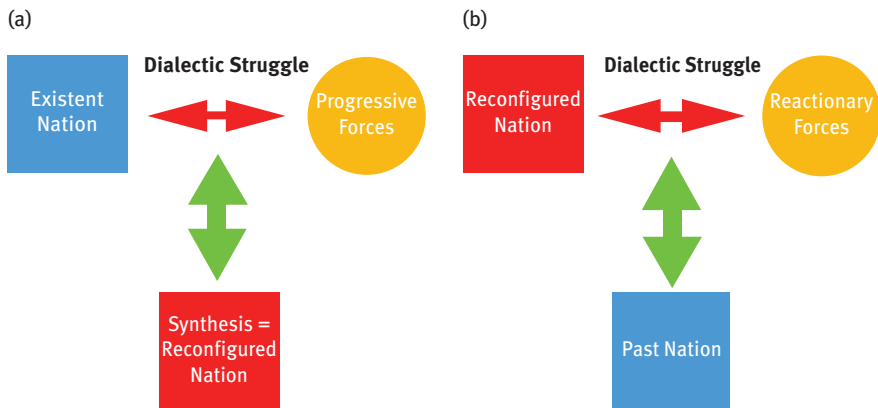 (a)
Dialectic Struggle
Existent
Nation
Progressive
Forces
Synthesis =
Reconfigured
Nation
(b)
Dialectic Struggle
Reconfigured
Nation
Reactionary
Forces
Past Nation